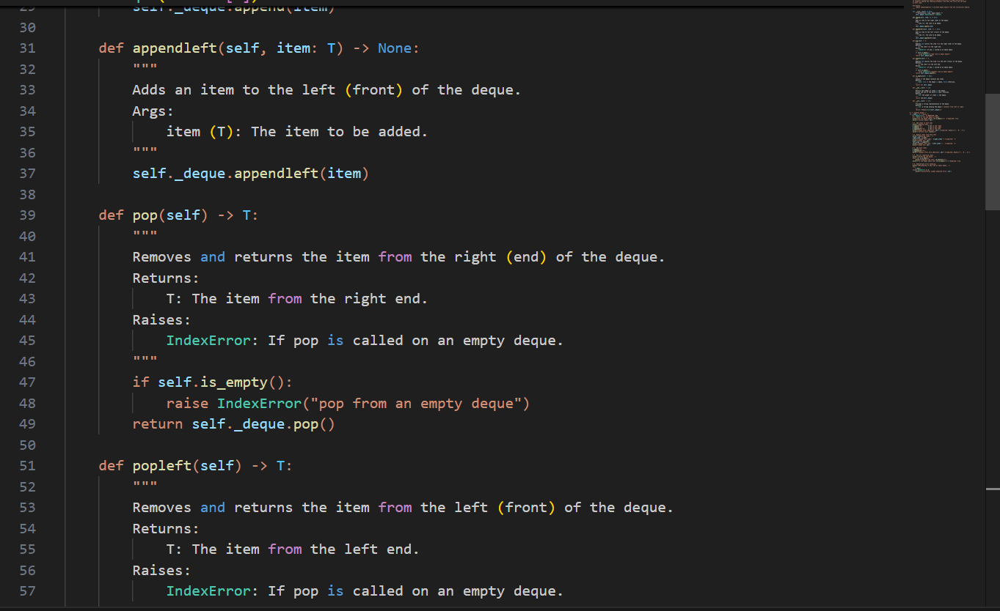 29 self._deque.append(item)
30
31 def appendleft(self, item: T) -> None:
32 """
33 Adds an item to the left (front) of the deque.
34 Args:
35 item (T): The item to be added.
36 """
37 self._deque.appendleft(item)
38
39 def pop(self) -> T:
40 """
41 Removes and returns the item from the right (end) of the deque.
42 Returns:
43 T: The item from the right end.
44 Raises:
45 IndexError: If pop is called on an empty deque.
46 """
47 if self.is_empty():
48 raise IndexError("pop from an empty deque")
49 return self._deque.pop()
50
51 def popleft(self) -> T:
52 """
53 Removes and returns the item from the left (front) of the deque.
54 Returns:
55 T: The item from the left end.
56 Raises:
57 IndexError: If pop is called on an empty deque.